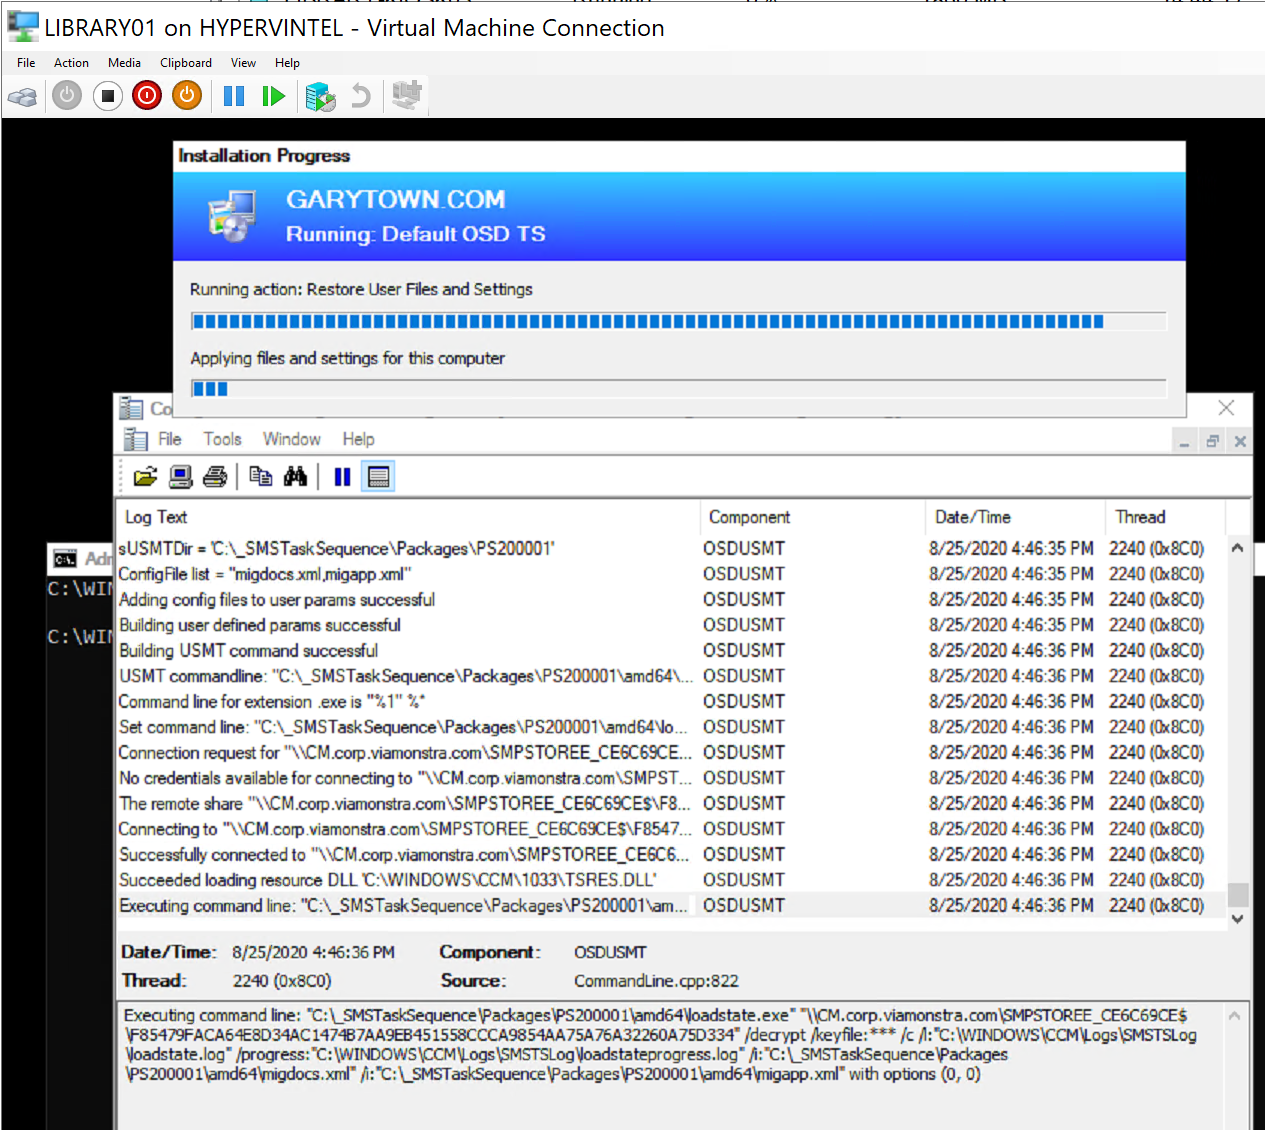 LIBRARY01 on HYPERVINTEL - Virtual Machine Connection
File Action Media Clipboard View Help
Installation Progress
GARYTOWN.COM
Running: Default OSD TS
Running action: Restore User Files and Settings
Applying files and settings for this computer
Co
File Tools Window Help
Log Text Component Date/Time Thread
sUSMTDir = 'C:\_SMSTaskSequence\Packages\PS200001' OSDUSMT 8/25/2020 4:46:35 PM 2240 (0x8C0)
ConfigFile list = "migdocs.xml,migapp.xml" OSDUSMT 8/25/2020 4:46:35 PM 2240 (0x8C0)
Adding config files to user params successful OSDUSMT 8/25/2020 4:46:35 PM 2240 (0x8C0)
Building user defined params successful OSDUSMT 8/25/2020 4:46:35 PM 2240 (0x8C0)
Building USMT command successful OSDUSMT 8/25/2020 4:46:35 PM 2240 (0x8C0)
USMT commandline: "C:\_SMSTaskSequence\Packages\PS200001\amd64\... OSDUSMT 8/25/2020 4:46:35 PM 2240 (0x8C0)
Command line for extension .exe is "%1" %* OSDUSMT 8/25/2020 4:46:36 PM 2240 (0x8C0)
Set command line: "C:\_SMSTaskSequence\Packages\PS200001\amd64\lo... OSDUSMT 8/25/2020 4:46:36 PM 2240 (0x8C0)
Connection request for "\\CM.corp.viamonstra.com\SMPSTOREE_CE6C69CE... OSDUSMT 8/25/2020 4:46:36 PM 2240 (0x8C0)
No credentials available for connecting to "\\CM.corp.viamonstra.com\SMPST... OSDUSMT 8/25/2020 4:46:36 PM 2240 (0x8C0)
The remote share "\\CM.corp.viamonstra.com\SMPSTOREE_CE6C69CE$\F8... OSDUSMT 8/25/2020 4:46:36 PM 2240 (0x8C0)
Connecting to "\\CM.corp.viamonstra.com\SMPSTOREE_CE6C69CE$\F8547... OSDUSMT 8/25/2020 4:46:36 PM 2240 (0x8C0)
Successfully connected to "\\CM.corp.viamonstra.com\SMPSTOREE_CE6C6... OSDUSMT 8/25/2020 4:46:36 PM 2240 (0x8C0)
Succeeded loading resource DLL 'C:\WINDOWS\CCM\1033\TSRES.DLL' OSDUSMT 8/25/2020 4:46:36 PM 2240 (0x8C0)
Executing command line: "C:\_SMSTaskSequence\Packages\PS200001\am... OSDUSMT 8/25/2020 4:46:36 PM 2240 (0x8C0)
Adr
C:\WIN
C:\WIN
Date/Time: 8/25/2020 4:46:36 PM Component: OSDUSMT
Thread: 2240 (0x8C0) Source: CommandLine.cpp:822
Executing command line: "C:\_SMSTaskSequence\Packages\PS200001\amd64\loadstate.exe" "\\CM.corp.viamonstra.com\SMPSTOREE_CE6C69CE$
\F85479FACA64E8D34AC1474B7AA9EB451558CCCA9854AA75A76A32260A75D334" /decrypt /keyfile:*** /c /l:"C:\WINDOWS\CCM\Logs\SMSTSLog
\loadstate.log" /progress:"C:\WINDOWS\CCM\Logs\SMSTSLog\loadstateprogress.log" /i:"C:\_SMSTaskSequence\Packages
\PS200001\amd64\migdocs.xml" /i:"C:\_SMSTaskSequence\Packages\PS200001\amd64\migapp.xml" with options (0, 0)